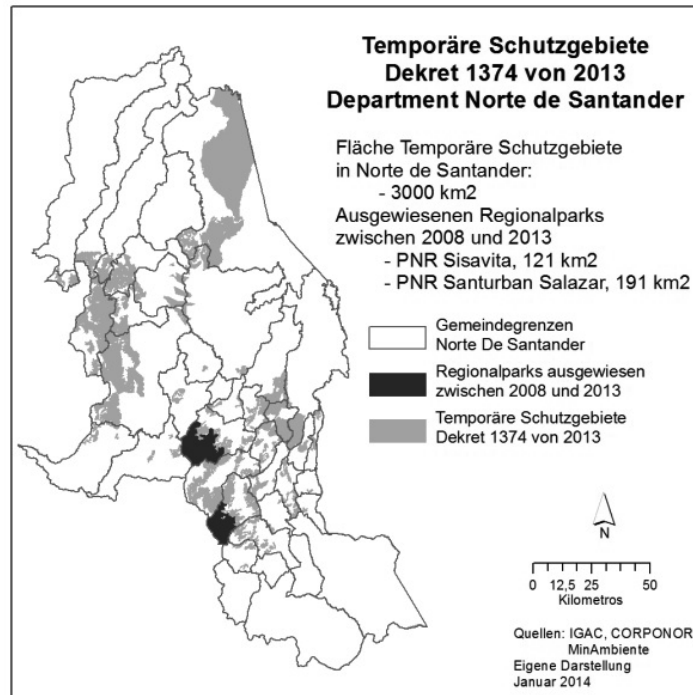 Temporäre Schutzgebiete
Dekret 1374 von 2013
Department Norte de Santander
Fläche Temporäre Schutzgebiete
in Norte de Santander:
- 3000 km2
Ausgewiesenen Regionalparks
zwischen 2008 und 2013
- PNR Sisavita, 121 km2
- PNR Santurban Salazar, 191 km2
Gemeindegrenzen
Norte De Santander
Regionalparks ausgewiesen
zwischen 2008 und 2013
Temporäre Schutzgebiete
Dekret 1374 von 2013
N
0 12,5 25 50
Kilometros
Quellen: IGAC, CORPONOR
MinAmbiente
Eigene Darstellung
Januar 2014